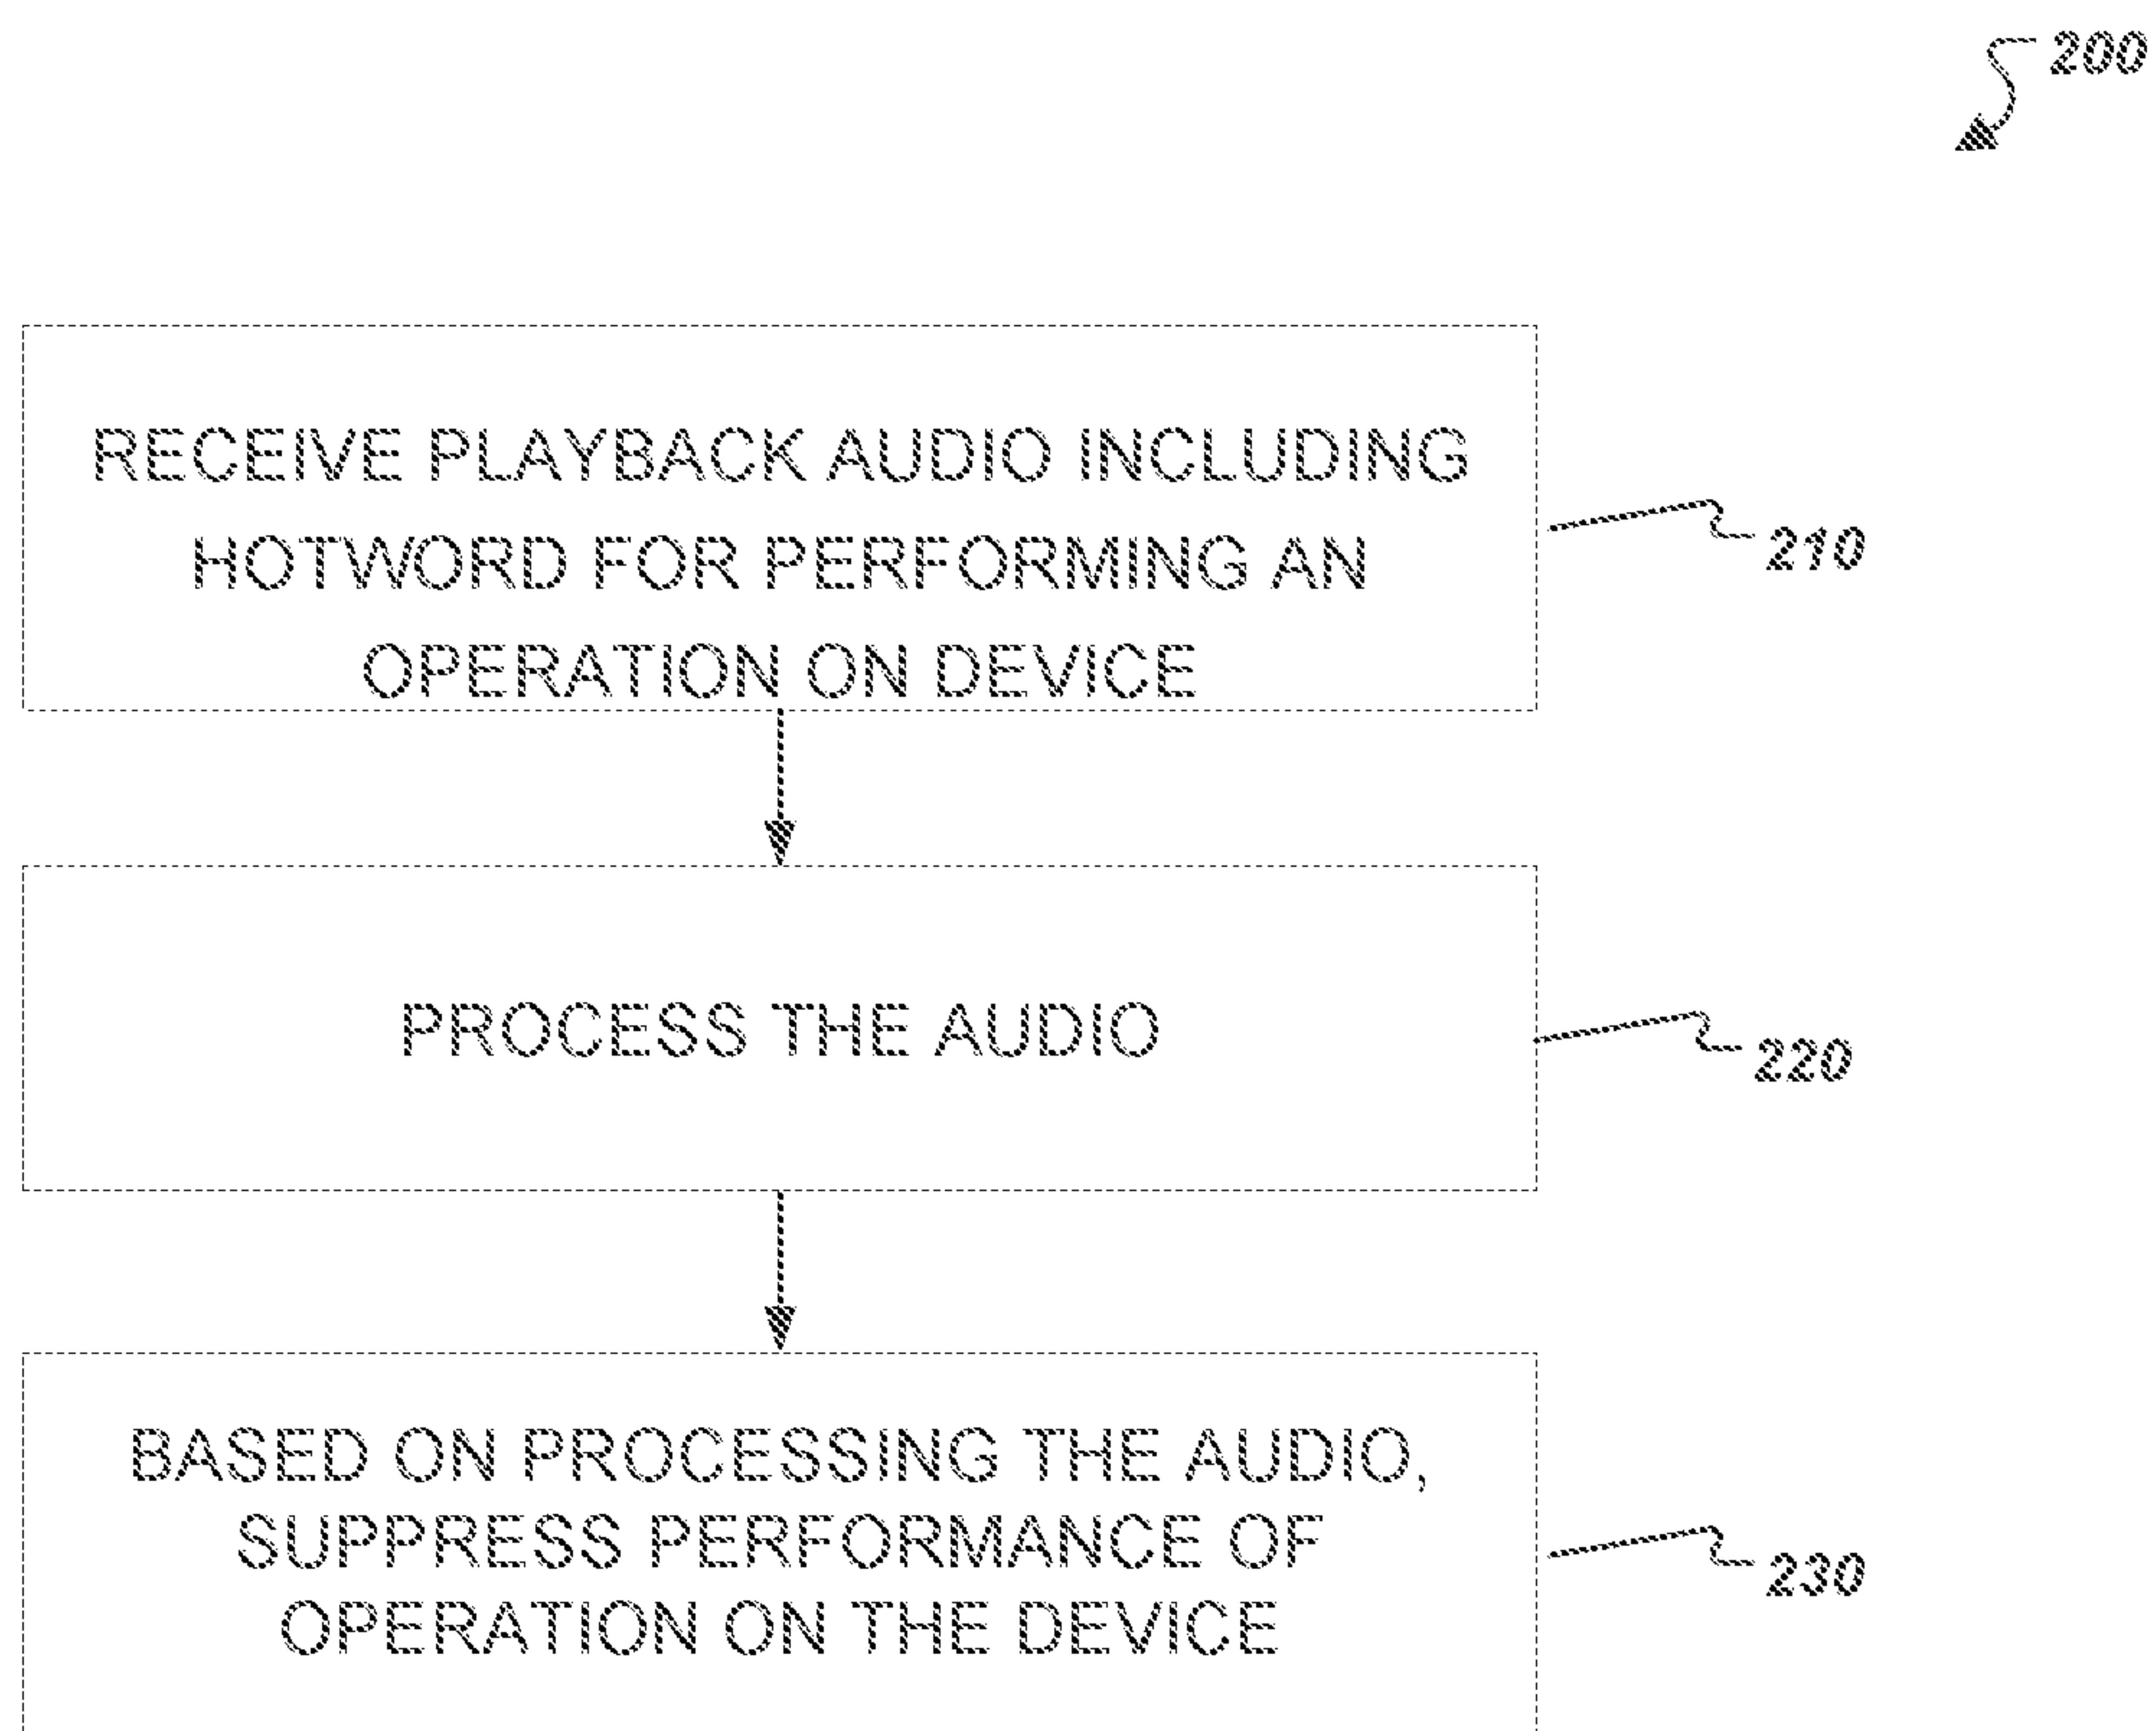 200
RECEIVE PLAYBACK AUDIO INCLUDING
HOTWORD FOR PERFORMING AN
OPERATION ON DEVICE
210
PROCESS THE AUDIO
220
BASED ON PROCESSING THE AUDIO,
SUPPRESS PERFORMANCE OF
OPERATION ON THE DEVICE
230